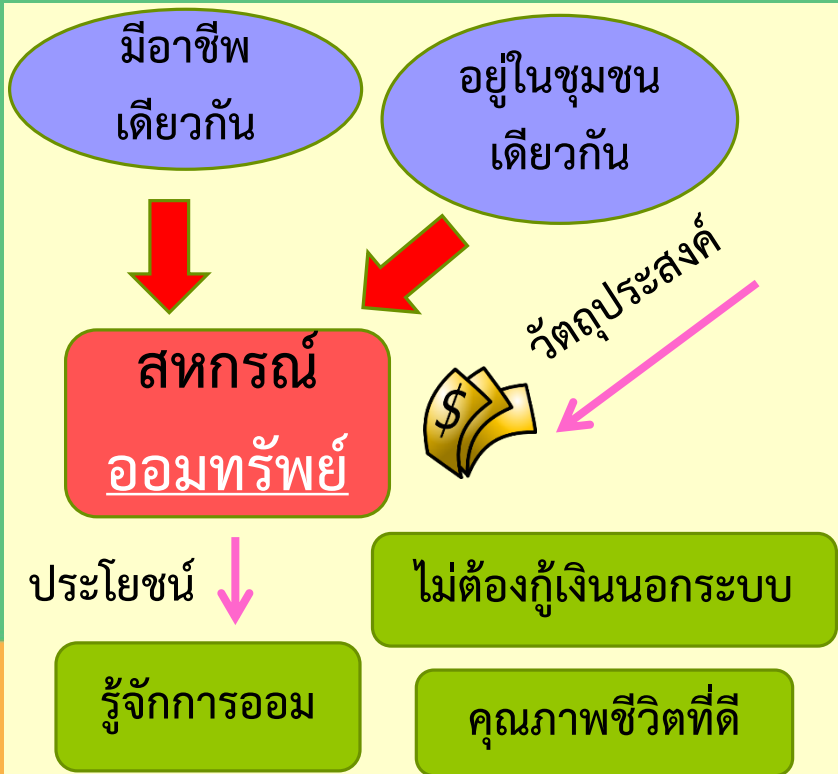 มีอาชีพ
เดียวกัน
อยู่ในชุมชน
เดียวกัน
วัตถุประสงค์
สหกรณ์
ออมทรัพย์
$
ประโยชน์
ไม่ต้องกู้เงินนอกระบบ
รู้จักการออม
คุณภาพชีวิตที่ดี